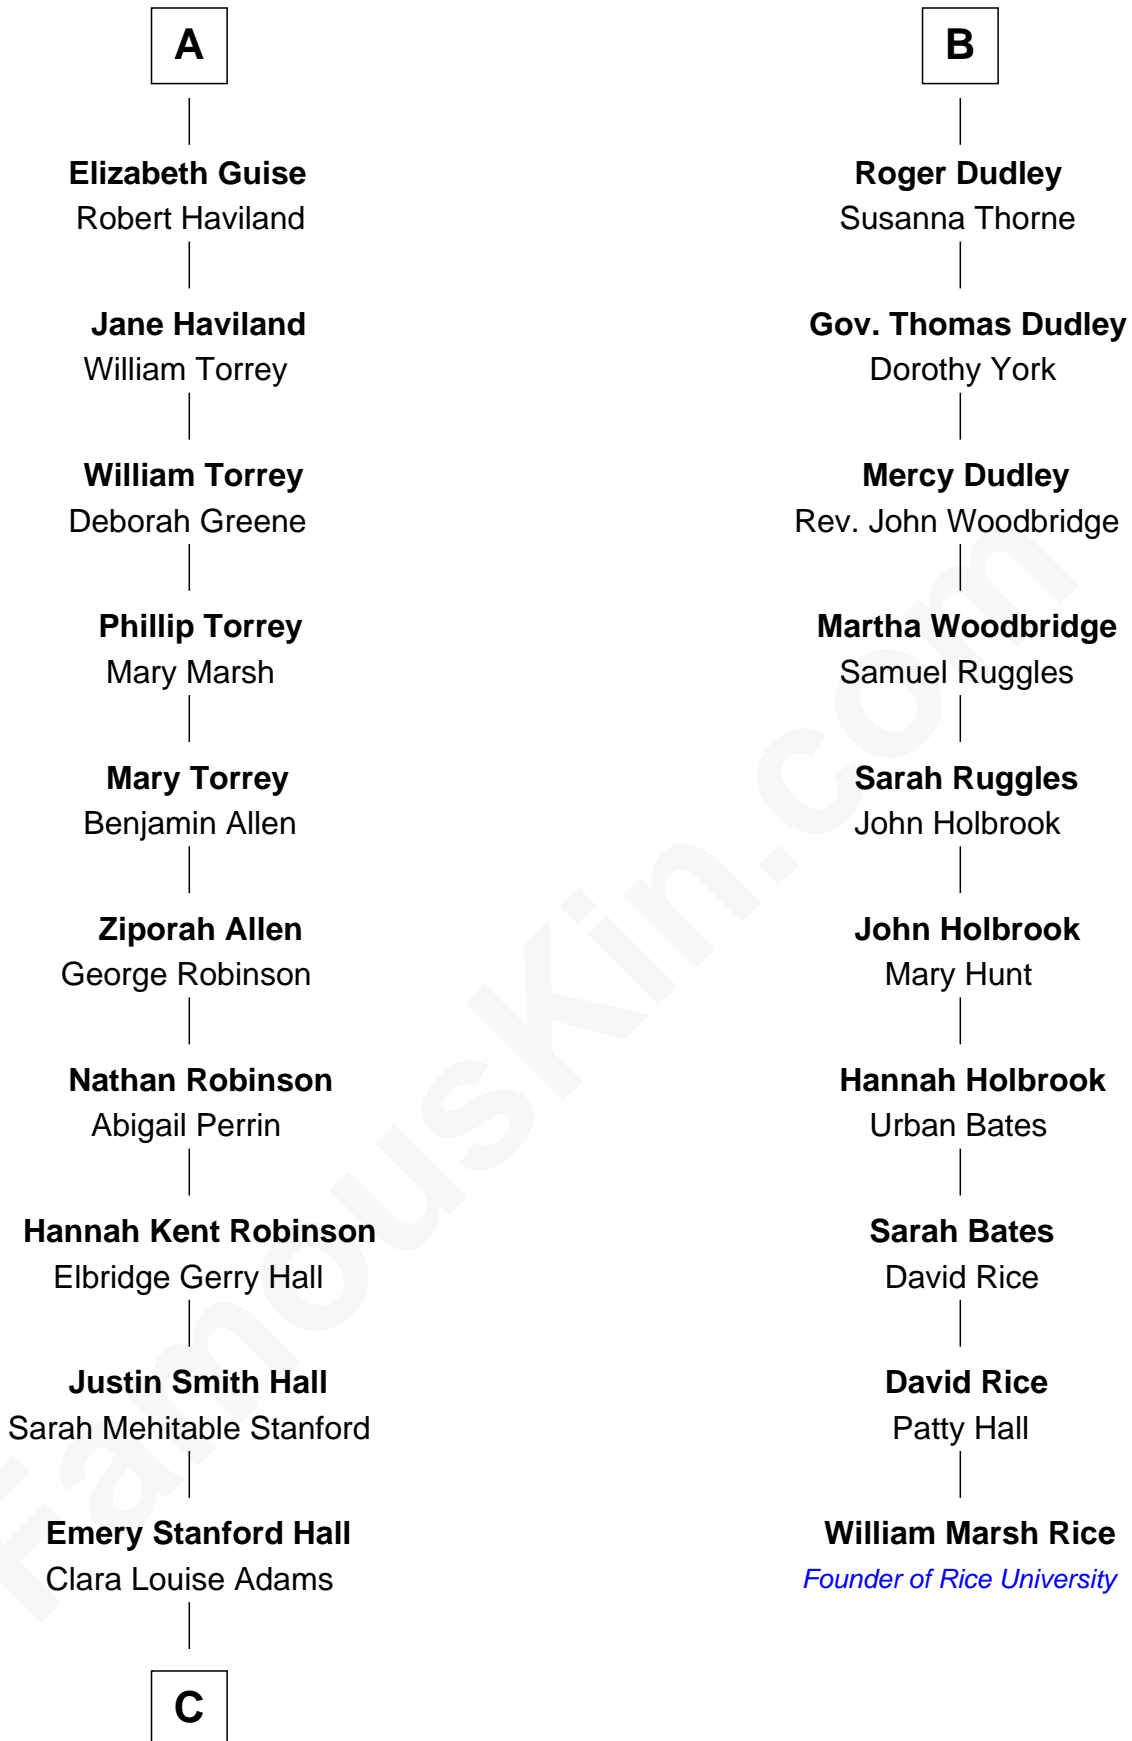 A
Elizabeth Guise
Robert Haviland
Jane Haviland
William Torrey
William Torrey
Deborah Greene
Phillip Torrey
Mary Marsh
Mary Torrey
Benjamin Allen
Ziporah Allen
George Robinson
Nathan Robinson
Abigail Perrin
Hannah Kent Robinson
Elbridge Gerry Hall
Justin Smith Hall
Sarah Mehitable Stanford
Emery Stanford Hall
Clara Louise Adams
C
B
Roger Dudley
Susanna Thorne
Gov. Thomas Dudley
Dorothy York
Mercy Dudley
Rev. John Woodbridge
Martha Woodbridge
Samuel Ruggles
Sarah Ruggles
John Holbrook
John Holbrook
Mary Hunt
Hannah Holbrook
Urban Bates
Sarah Bates
David Rice
David Rice
Patty Hall
William Marsh Rice
Founder of Rice University
FamousKin.com